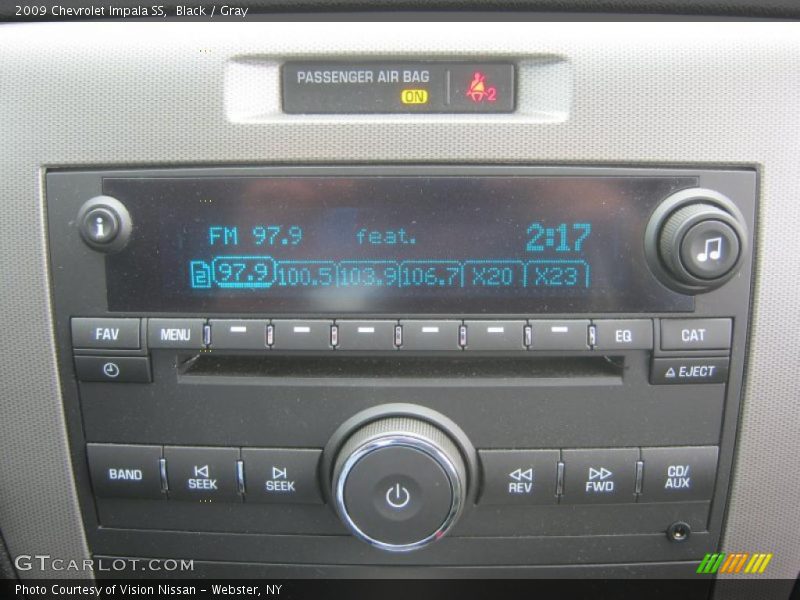 2009 Chevrolet Impala SS, Black / Gray
PASSENGER AIR BAG
ON
2
i
FM 97.9 feat. 2:17
2 97.9 100.5 103.9 106.7 X20 X23
FAV MENU EQ CAT
EJECT
BAND SEEK SEEK REV FWD CD/AUX
GTCARLOT.COM
Photo Courtesy of Vision Nissan - Webster, NY